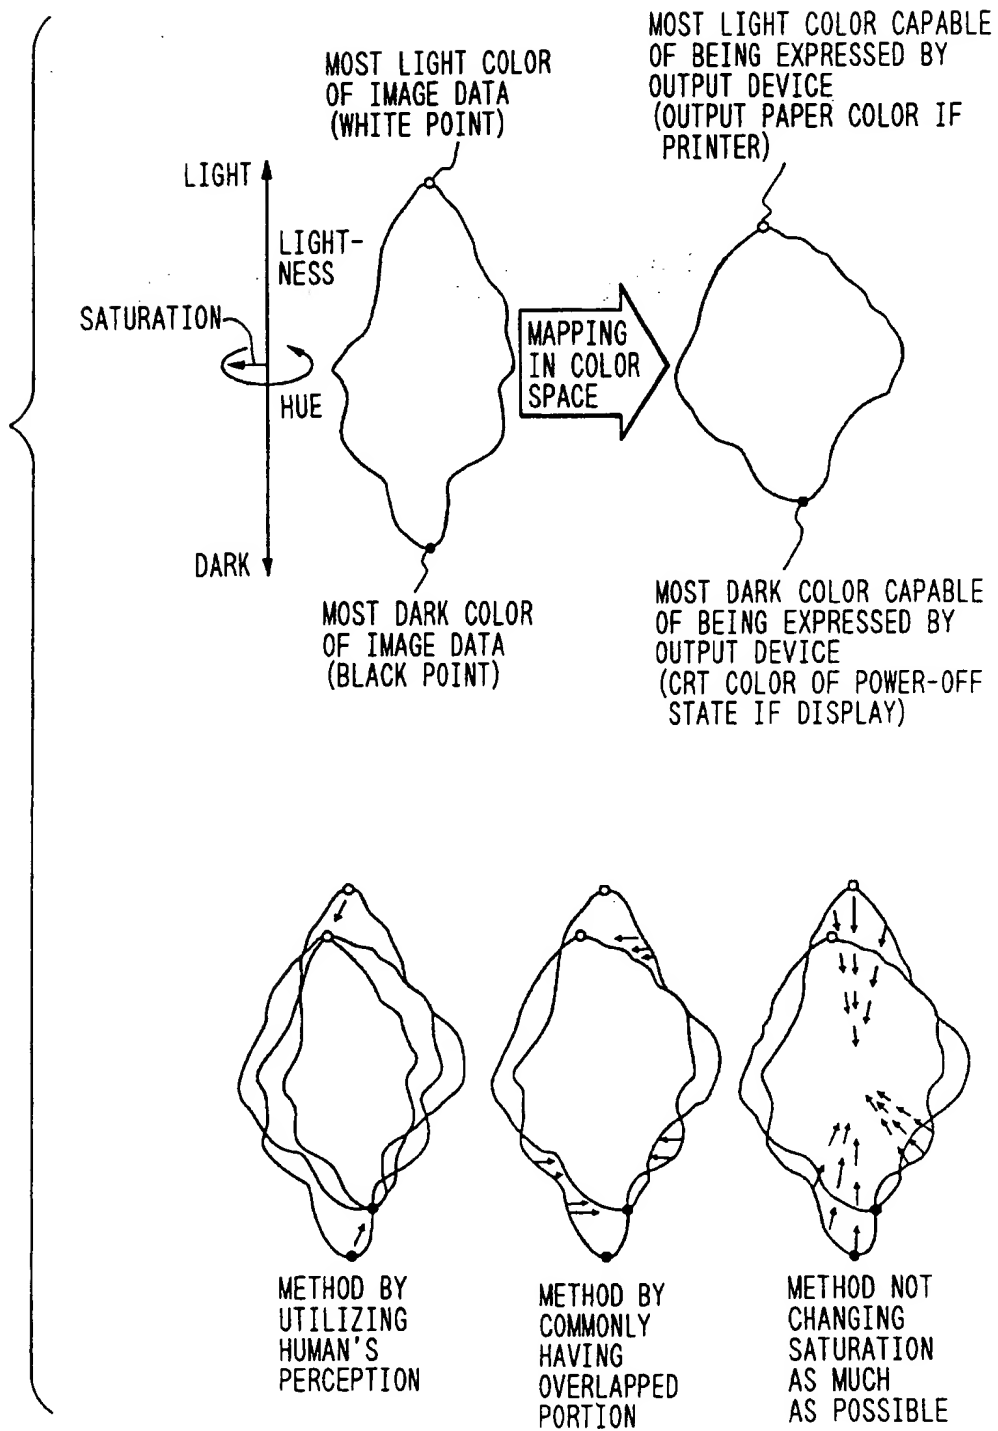 MOST LIGHT COLOR
OF IMAGE DATA
(WHITE POINT)
MOST LIGHT COLOR CAPABLE
OF BEING EXPRESSED BY
OUTPUT DEVICE
(OUTPUT PAPER COLOR IF
PRINTER)
LIGHT
LIGHT-
NESS
SATURATION
HUE
DARK
MAPPING
IN COLOR
SPACE
MOST DARK COLOR
OF IMAGE DATA
(BLACK POINT)
MOST DARK COLOR CAPABLE
OF BEING EXPRESSED BY
OUTPUT DEVICE
(CRT COLOR OF POWER-OFF
STATE IF DISPLAY)
METHOD BY
UTILIZING
HUMAN'S
PERCEPTION
METHOD BY
COMMONLY
HAVING
OVERLAPPED
PORTION
METHOD NOT
CHANGING
SATURATION
AS MUCH
AS POSSIBLE